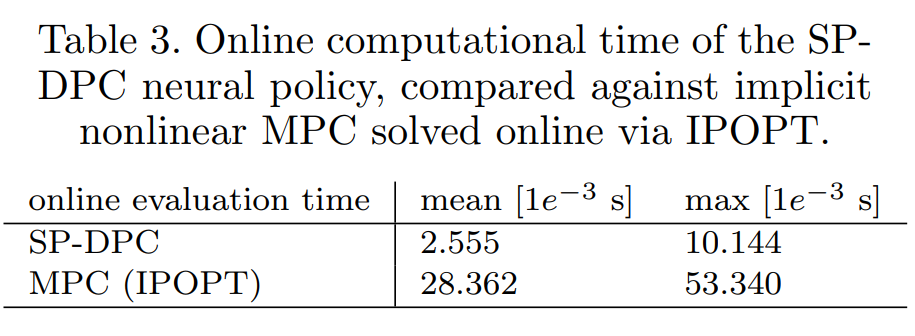 Table 3. Online computational time of the SP-
DPC neural policy, compared against implicit
nonlinear MPC solved online via IPOPT.
online evaluation time mean [1e⁻³ s] max [1e⁻³ s]
SP-DPC 2.555 10.144
MPC (IPOPT) 28.362 53.340